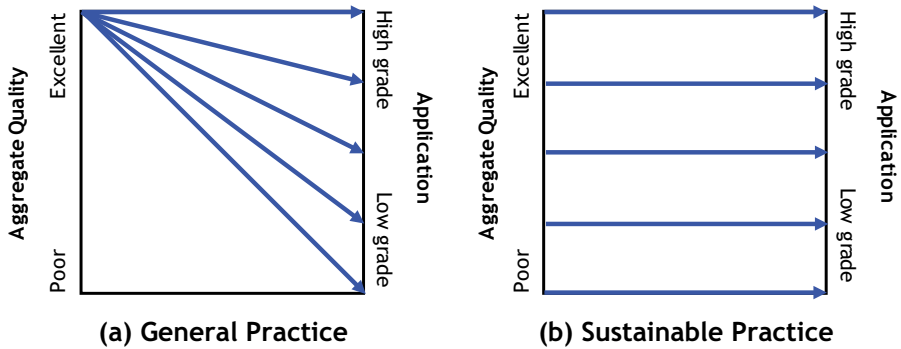 Aggregate Quality
Excellent
Poor
High grade
Low grade
Application
(a) General Practice
Aggregate Quality
Excellent
Poor
High grade
Low grade
Application
(b) Sustainable Practice